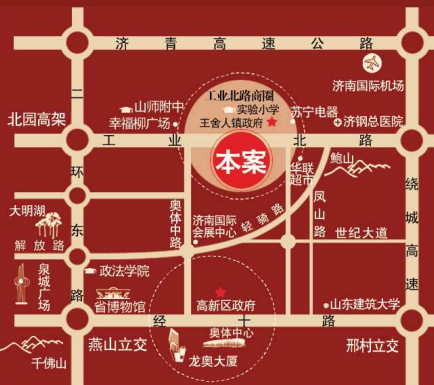 济青高速公路
济南国际机场
二环东路
工业北路商圈
实验小学
王舍人镇政府
山师附中
幸福柳广场
苏宁电器
济钢总医院
北园高架
工业北路
本案
华联
超市
鲍山
绕城高速
大明湖
奥体中路
济南国际
会展中心
轻骑路
凤山路
世纪大道
解放路
泉城广场
政法学院
省博物馆
高新区政府
山东建筑大学
经十路
燕山立交
奥体中心
龙奥大厦
邢村立交
千佛山